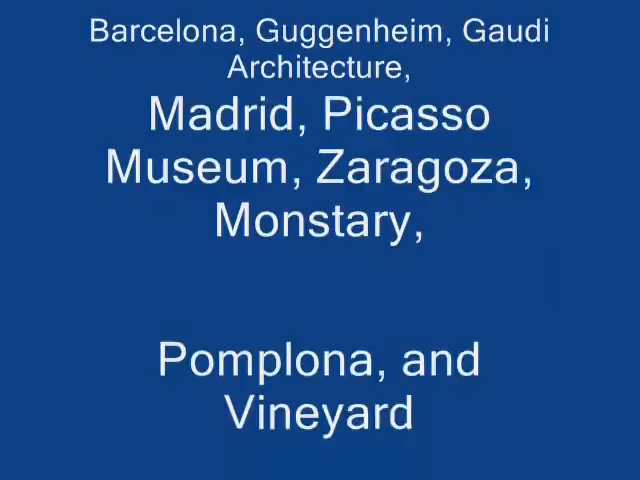 Barcelona, Guggenheim, Gaudi
Architecture,
Madrid, Picasso
Museum, Zaragoza,
Monstary,
Pomplona, and
Vineyard